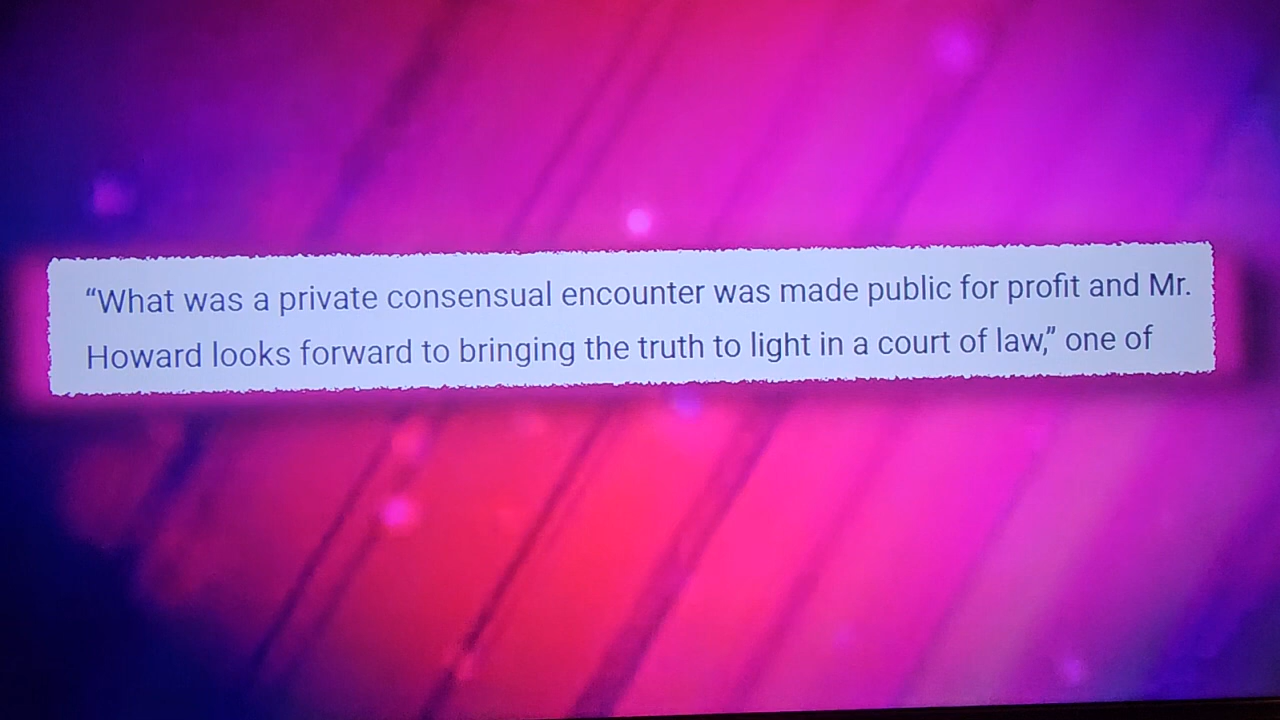 “What was a private consensual encounter was made public for profit and Mr.
Howard looks forward to bringing the truth to light in a court of law,” one of